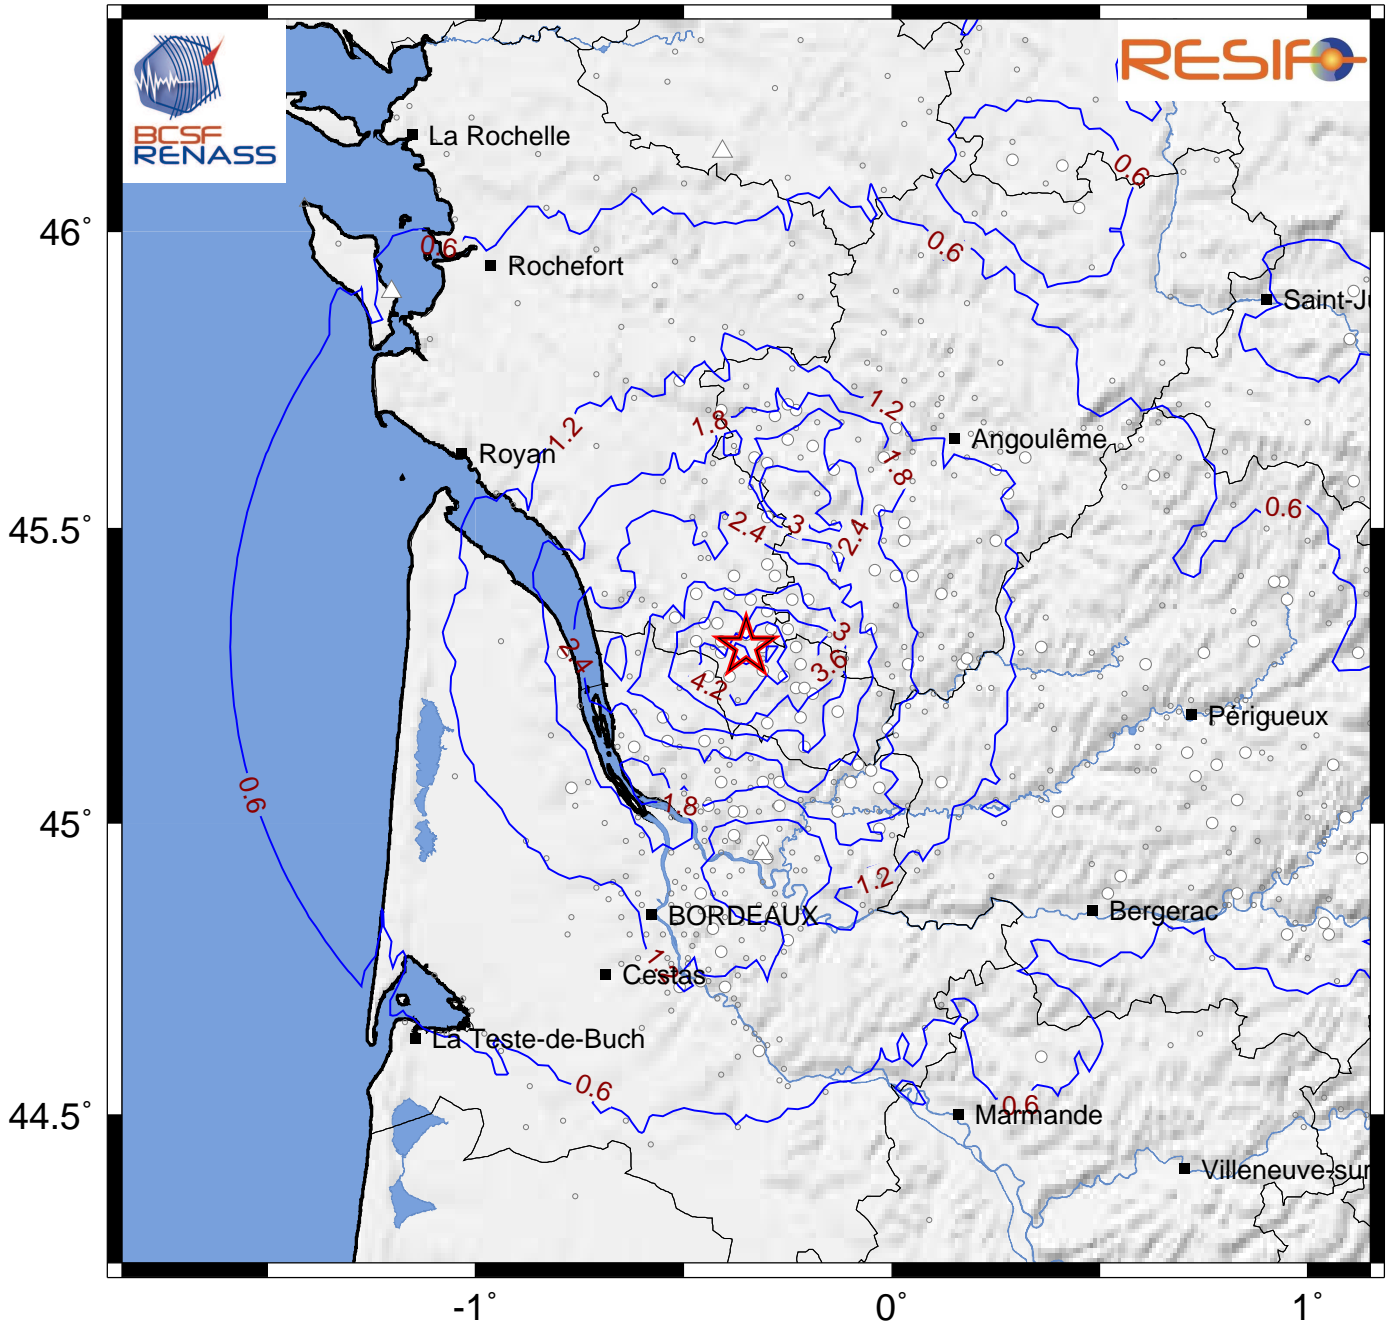 BCSF
RENASS
RESIF
La Rochelle
0.6
46°
0.6
Rochefort
0.6
Saint-Ju
1.2
1.8
1.2
Royan
Angoulême
1.8
45.5°
2.4
3
2.4
0.6
3
2.4
3.6
4.2
Périgueux
0.6
45°
1.8
1.2
BORDEAUX
Bergerac
1.2
Cestas
La Teste-de-Buch
0.6
0.6
44.5°
Marmande
Villeneuve-sur
-1°
0°
1°